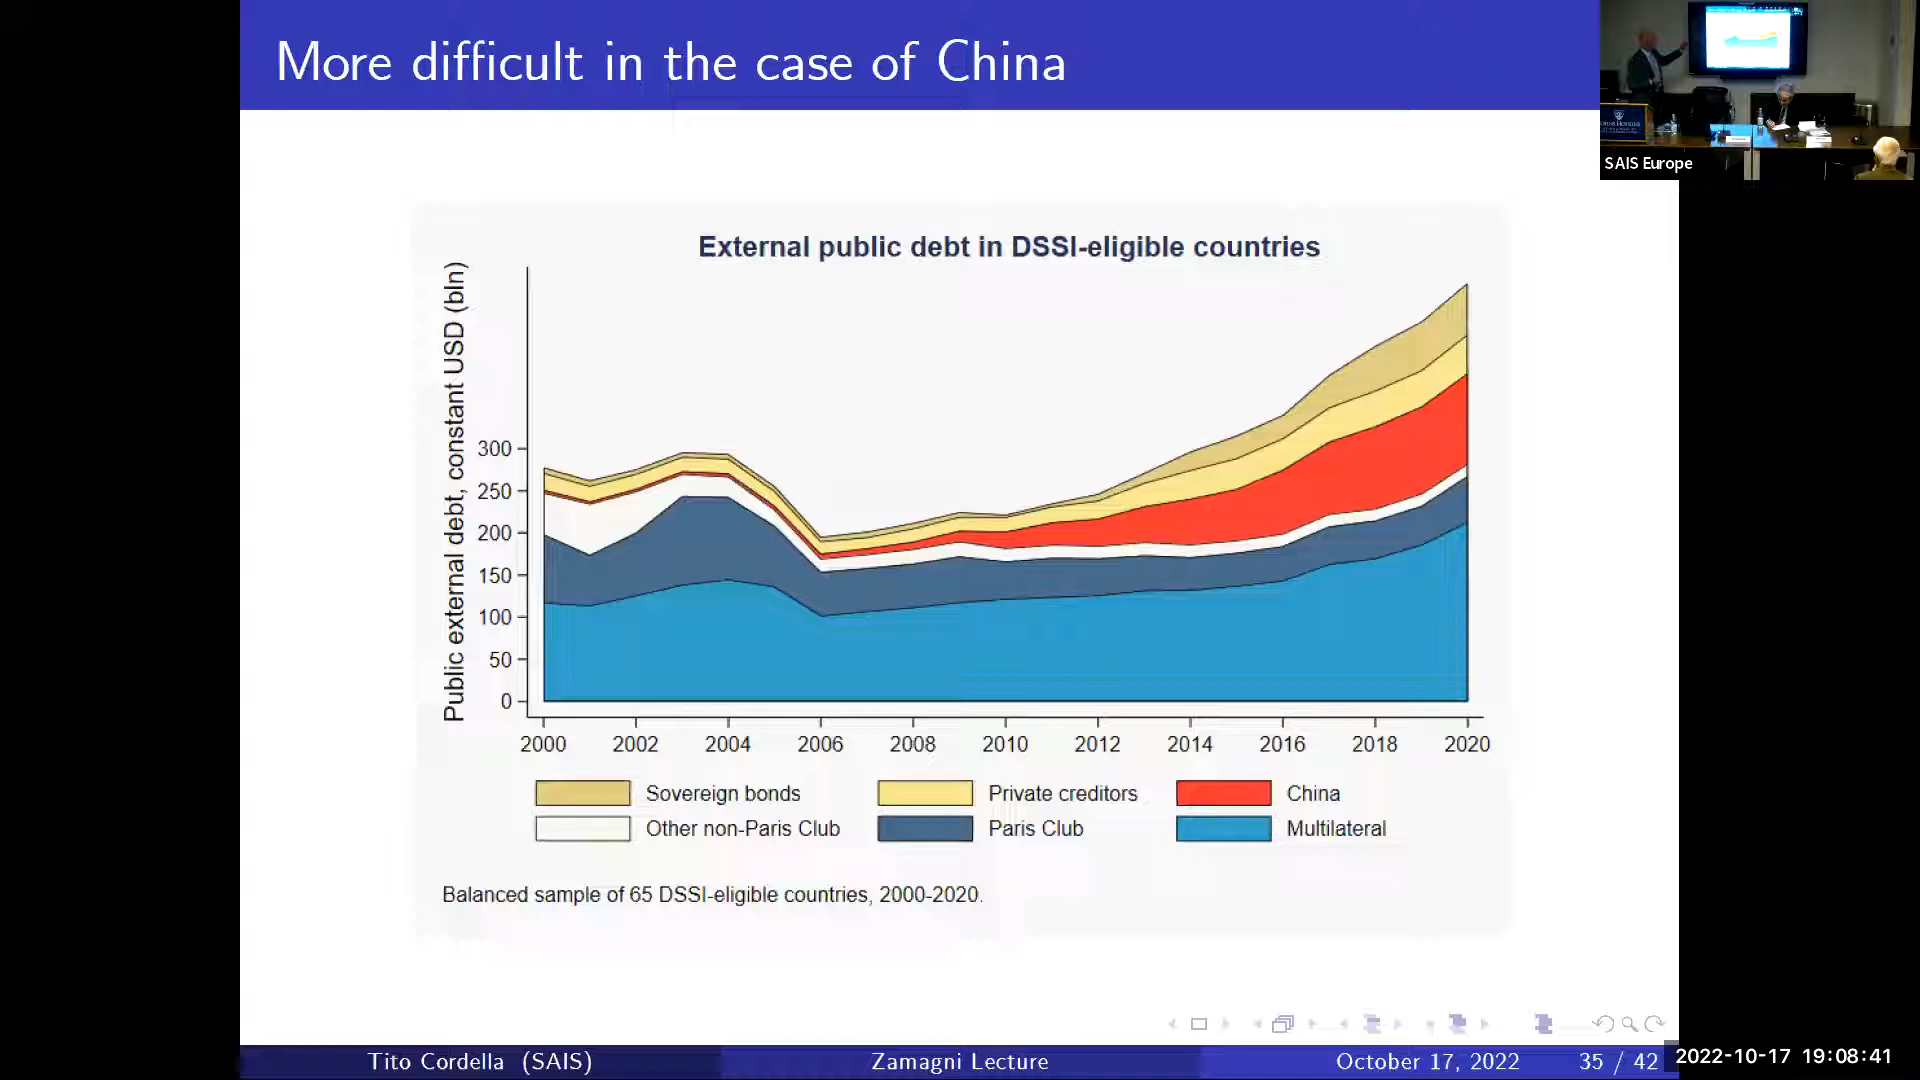 More difficult in the case of China
SAIS Europe
External public debt in DSSI-eligible countries
Public external debt, constant USD (bln)
300
250
200
150
100
50
0
2000 2002 2004 2006 2008 2010 2012 2014 2016 2018 2020
Sovereign bonds Private creditors China
Other non-Paris Club Paris Club Multilateral
Balanced sample of 65 DSSI-eligible countries, 2000-2020.
Tito Cordella (SAIS) Zamagni Lecture October 17, 2022 35 / 42
2022-10-17 19:08:41